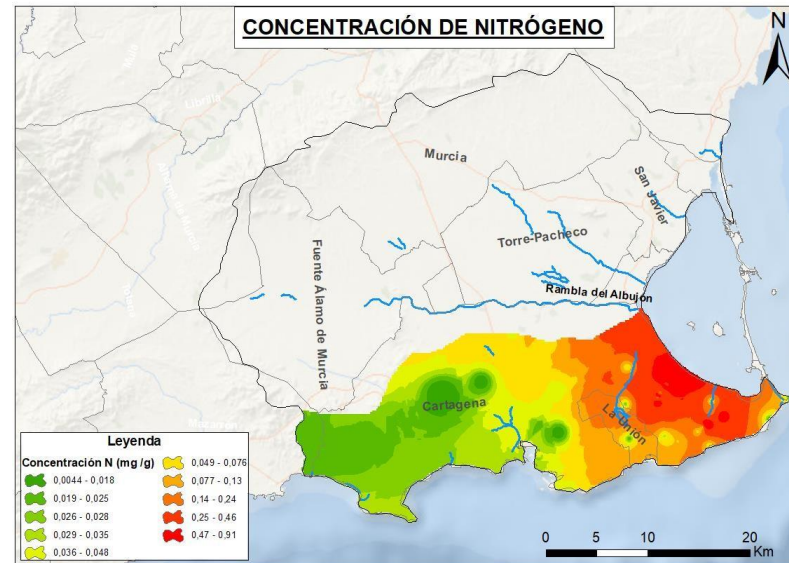 CONCENTRACIÓN DE NITRÓGENO
N
Librilla
Murcia
San Javier
Torre-Pacheco
Fuente Álamo de Murcia
Rambla del Albujón
Cartagena
La Unión
Leyenda
Concentración N (mg /g)
0,0044 - 0,018
0,019 - 0,025
0,026 - 0,028
0,029 - 0,035
0,036 - 0,048
0,049 - 0,076
0,077 - 0,13
0,14 - 0,24
0,25 - 0,46
0,47 - 0,91
0 5 10 20
Km